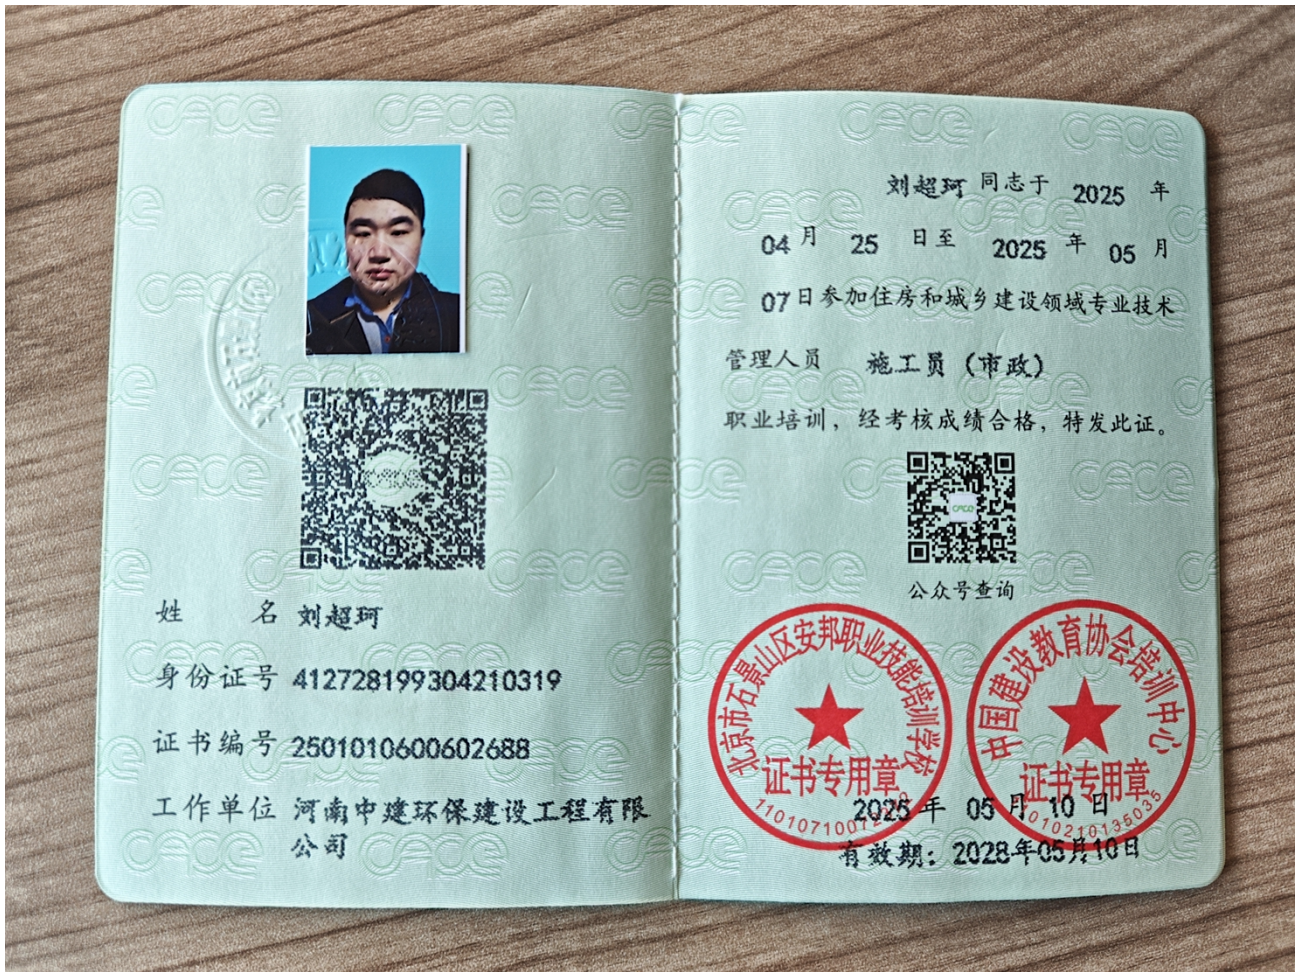 姓名 刘超珂
身份证号 412728199304210319
证书编号 2501010600602688
工作单位 河南中建环保建设工程有限
公司
刘超珂 同志于 2025 年
04 月 25 日至 2025 年 05 月
07 日参加住房和城乡建设领域专业技术
管理人员 施工员（市政）
职业培训，经考核成绩合格，特发此证。
公众号查询
北京市石景山区安邦职业技能培训学校
证书专用章
中国建设教育协会培训中心
证书专用章
2025 年 05 月 10 日
有效期：2028年05月10日
cece